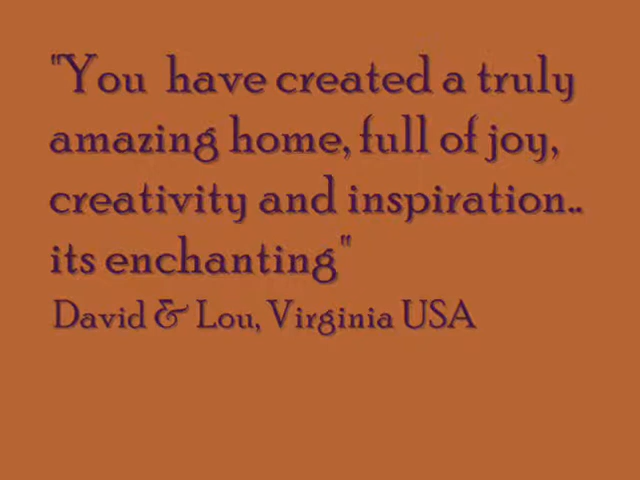 "You have created a truly
amazing home, full of joy,
creativity and inspiration..
its enchanting"
David & Lou, Virginia USA